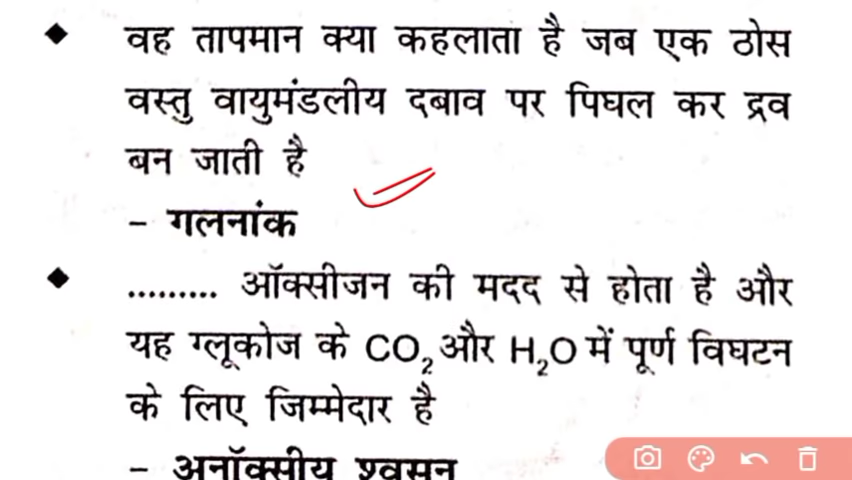 ◆ वह तापमान क्या कहलाता है जब एक ठोस
वस्तु वायुमंडलीय दबाव पर पिघल कर द्रव
बन जाती है
– गलनांक
◆ ......... ऑक्सीजन की मदद से होता है और
यह ग्लूकोज के CO₂ और H₂O में पूर्ण विघटन
के लिए जिम्मेदार है
– अनॉक्सीय श्वसन